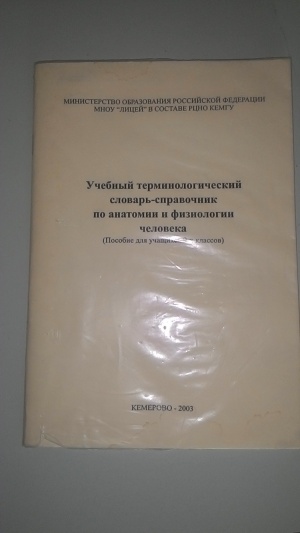 МИНИСТЕРСТВО ОБРАЗОВАНИЯ РОССИЙСКОЙ ФЕДЕРАЦИИ
МНОУ "ЛИЦЕЙ" В СОСТАВЕ РЦНО КЕМГУ
Учебный терминологический
словарь-справочник
по анатомии и физиологии
человека
(Пособие для классов)
КЕМЕРОВО - 2003